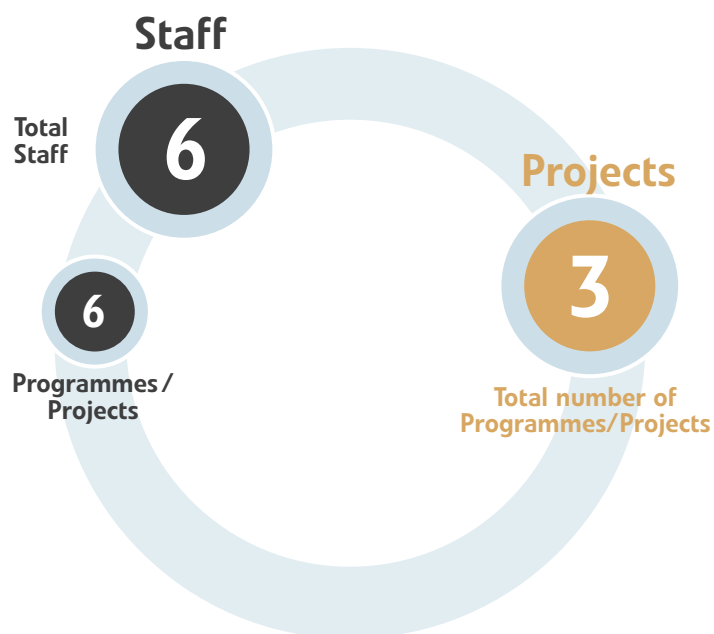 Staff
Total
Staff
6
Projects
3
6
Programmes/
Projects
Total number of
Programmes/Projects